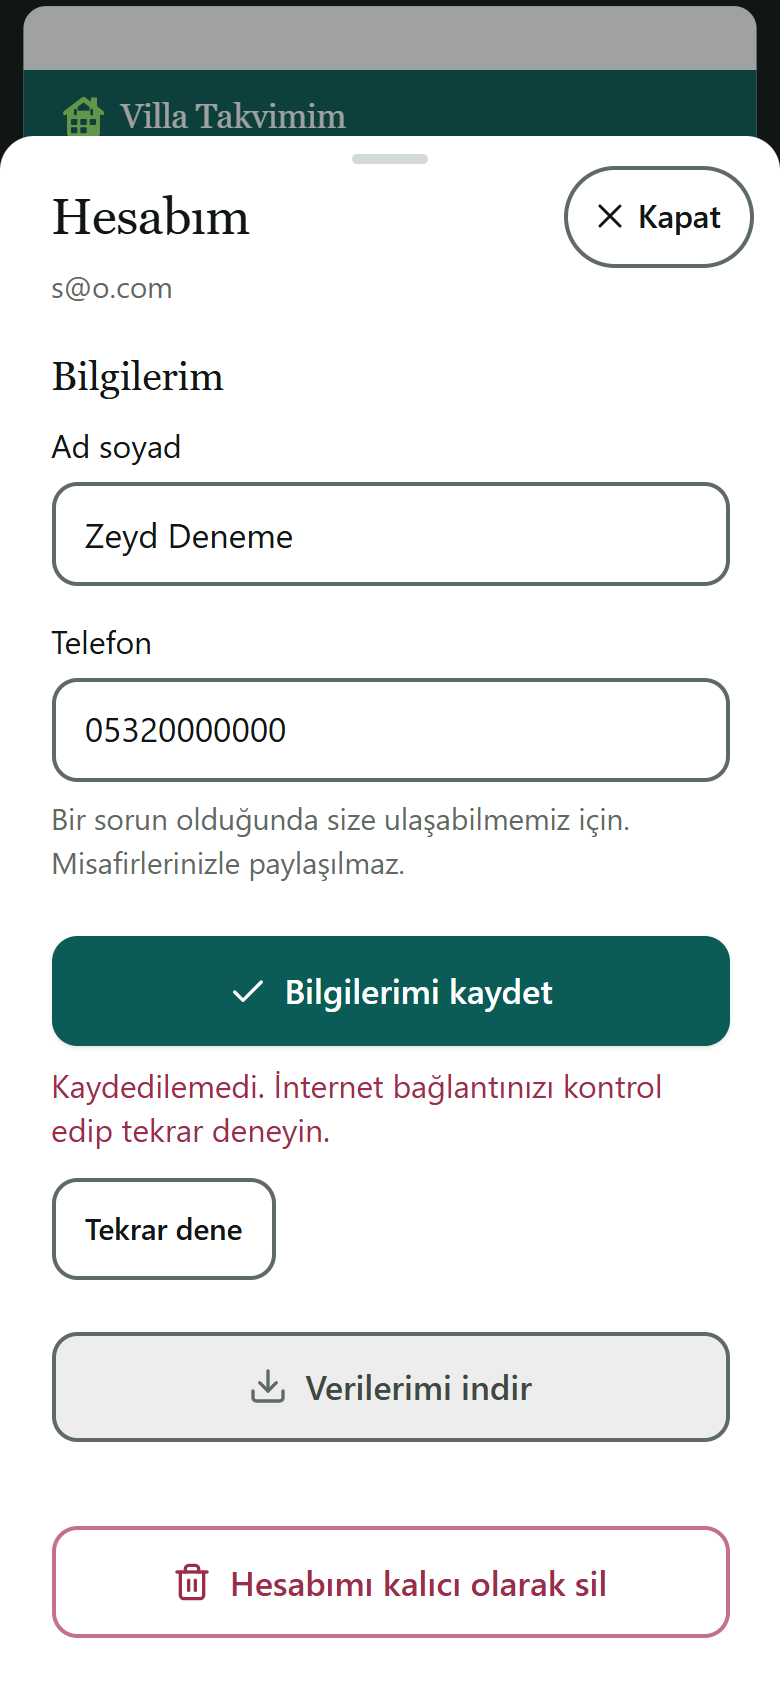 Villa Takvimim
Hesabım
Kapat
s@o.com
Bilgilerim
Ad soyad
Zeyd Deneme
Telefon
05320000000
Bir sorun olduğunda size ulaşabilmemiz için.
Misafirlerinizle paylaşılmaz.
Bilgilerimi kaydet
Kaydedilemedi. İnternet bağlantınızı kontrol
edip tekrar deneyin.
Tekrar dene
Verilerimi indir
Hesabımı kalıcı olarak sil